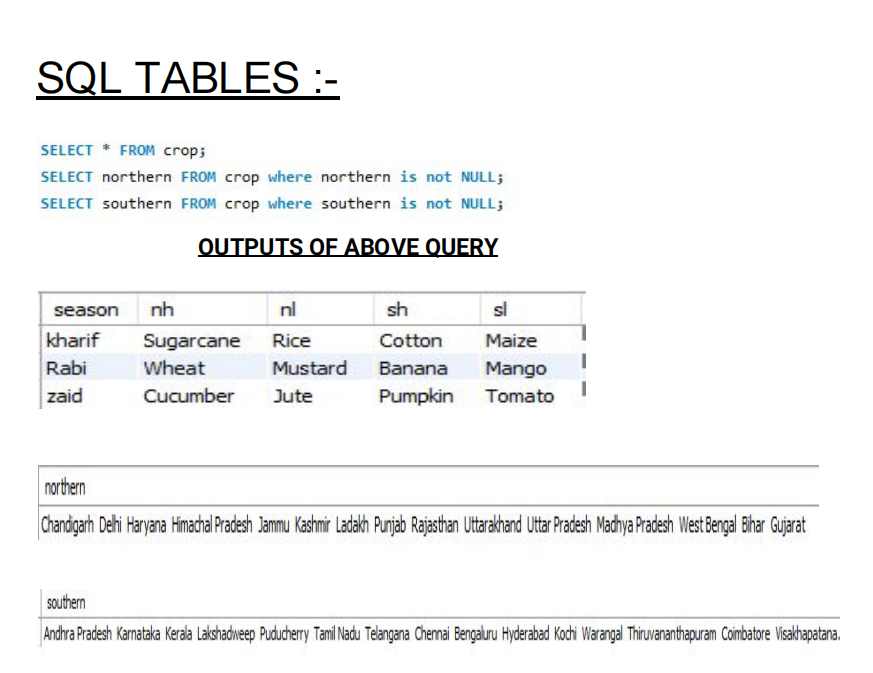 SQL TABLES :-
SELECT * FROM crop;
SELECT northern FROM crop where northern is not NULL;
SELECT southern FROM crop where southern is not NULL;
OUTPUTS OF ABOVE QUERY
season nh nl sh sl
kharif Sugarcane Rice Cotton Maize
Rabi Wheat Mustard Banana Mango
zaid Cucumber Jute Pumpkin Tomato
northern
Chandigarh Delhi Haryana Himachal Pradesh Jammu Kashmir Ladakh Punjab Rajasthan Uttarakhand Uttar Pradesh Madhya Pradesh West Bengal Bihar Gujarat
southern
Andhra Pradesh Karnataka Kerala Lakshadweep Puducherry Tamil Nadu Telangana Chennai Bengaluru Hyderabad Kochi Warangal Thiruvananthapuram Coimbatore Visakhapatana.